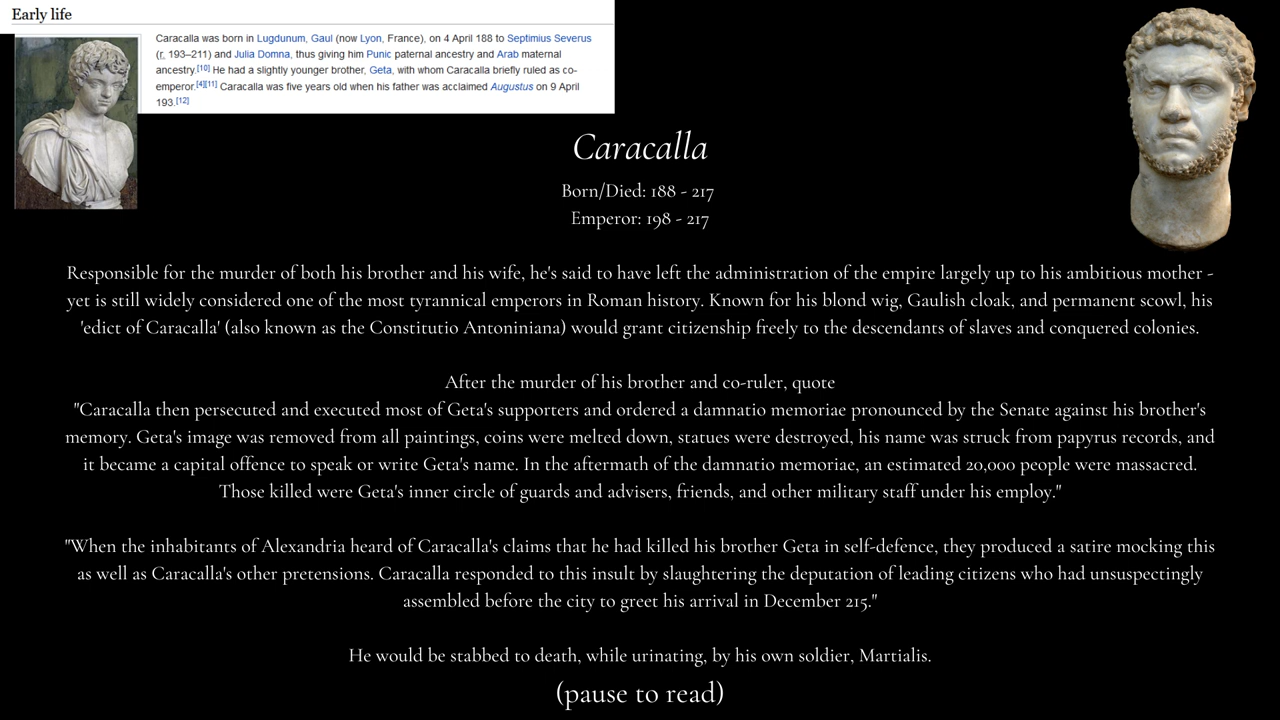 Early life
Caracalla was born in Lugdunum, Gaul (now Lyon, France), on 4 April 188 to Septimius Severus
(r. 193–211) and Julia Domna, thus giving him Punic paternal ancestry and Arab maternal
ancestry.[10] He had a slightly younger brother, Geta, with whom Caracalla briefly ruled as co-
emperor.[4][11] Caracalla was five years old when his father was acclaimed Augustus on 9 April
193.[12]
Caracalla
Born/Died: 188 - 217
Emperor: 198 - 217
Responsible for the murder of both his brother and his wife, he's said to have left the administration of the empire largely up to his ambitious mother -
yet is still widely considered one of the most tyrannical emperors in Roman history. Known for his blond wig, Gaulish cloak, and permanent scowl, his
'edict of Caracalla' (also known as the Constitutio Antoniniana) would grant citizenship freely to the descendants of slaves and conquered colonies.
After the murder of his brother and co-ruler, quote
"Caracalla then persecuted and executed most of Geta's supporters and ordered a damnatio memoriae pronounced by the Senate against his brother's
memory. Geta's image was removed from all paintings, coins were melted down, statues were destroyed, his name was struck from papyrus records, and
it became a capital offence to speak or write Geta's name. In the aftermath of the damnatio memoriae, an estimated 20,000 people were massacred.
Those killed were Geta's inner circle of guards and advisers, friends, and other military staff under his employ."
"When the inhabitants of Alexandria heard of Caracalla's claims that he had killed his brother Geta in self-defence, they produced a satire mocking this
as well as Caracalla's other pretensions. Caracalla responded to this insult by slaughtering the deputation of leading citizens who had unsuspectingly
assembled before the city to greet his arrival in December 215."
He would be stabbed to death, while urinating, by his own soldier, Martialis.
(pause to read)